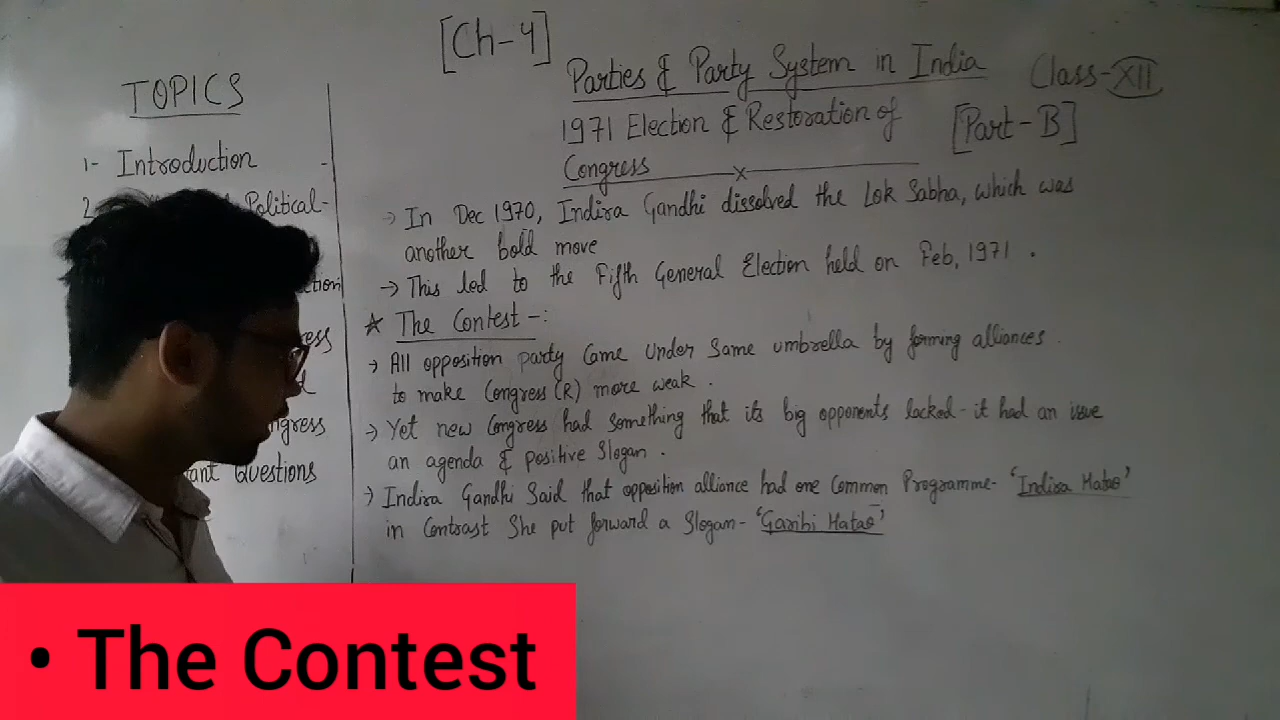 [Ch-4]
Parties & Party System in India
Class-XII
1971 Election & Restoration of
Congress
[Part-B]
TOPICS
1- Introduction -
2 Political-
ction
ess
ngress
ant Questions
→ In Dec 1970, Indira Gandhi dissolved the Lok Sabha, which was
another bold move
→ This led to the Fifth General Election held on Feb, 1971 .
* The Contest -:
→ All opposition party Came Under Same umbrella by forming alliances .
to make Congress (R) more weak .
→ Yet new Congress had Something that its big opponents lacked - it had an issue
an agenda & positive Slogan .
→ Indira Gandhi Said that opposition alliance had one Common Programme- 'Indira Hatao'
in Contrast She put forward a Slogan- 'Garibi Hatao'
• The Contest